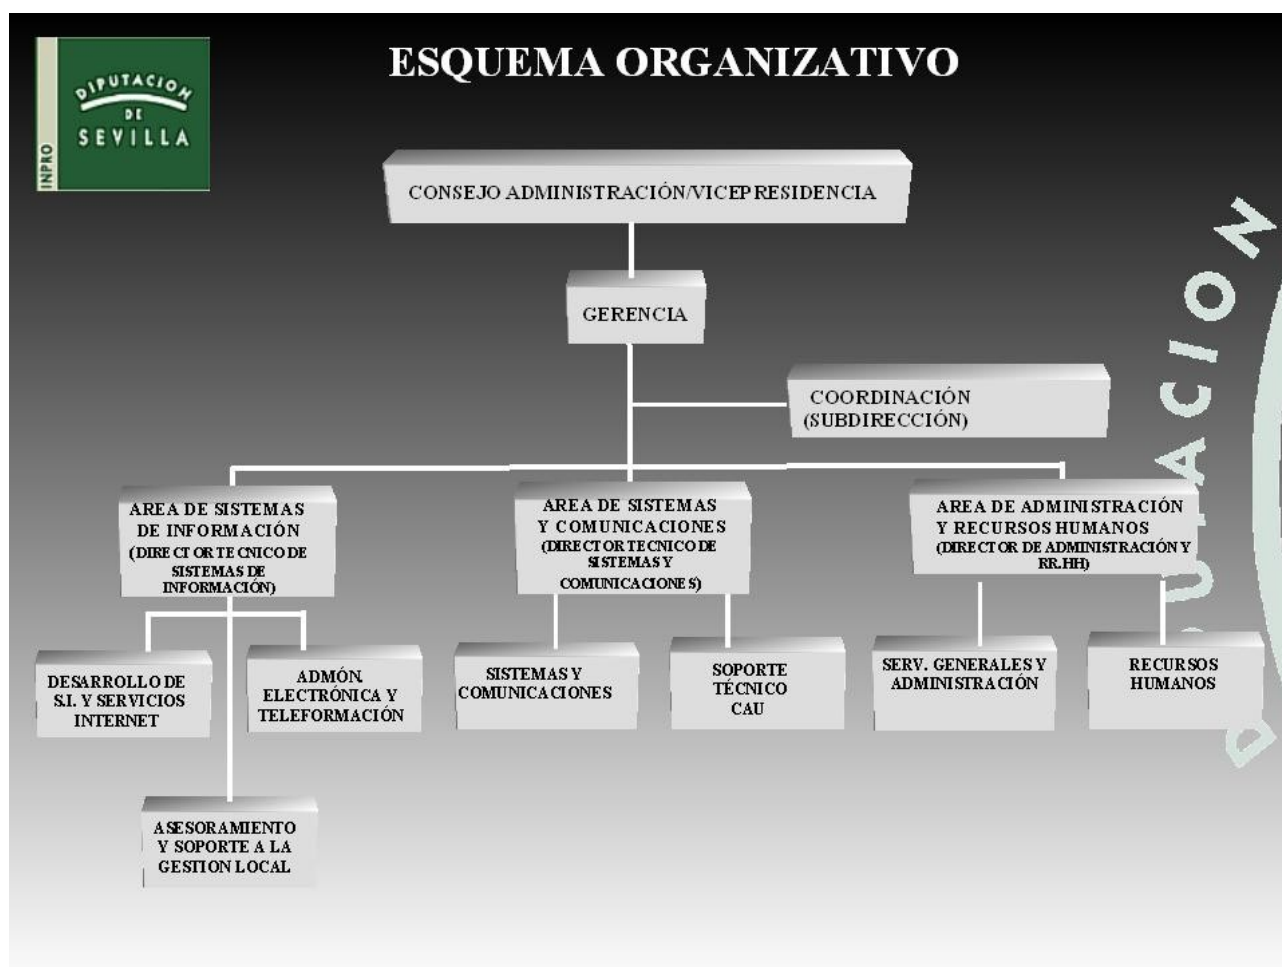 ESQUEMA ORGANIZATIVO
DIPUTACION
DE
SEVILLA
INPRO
CONSEJO ADMINISTRACIÓN/VICEPRESIDENCIA
GERENCIA
COORDINACIÓN
(SUBDIRECCIÓN)
AREA DE SISTEMAS
DE INFORMACIÓN
(DIRECTOR TECNICO DE
SISTEMAS DE
INFORMACIÓN)
AREA DE SISTEMAS
Y COMUNICACIONES
(DIRECTOR TECNICO DE
SISTEMAS Y
COMUNICACIONES)
AREA DE ADMINISTRACIÓN
Y RECURSOS HUMANOS
(DIRECTOR DE ADMINISTRACIÓN Y
RR.HH)
DESARROLLO DE
S.I. Y SERVICIOS
INTERNET
ADMÓN.
ELECTRÓNICA Y
TELEFORMACIÓN
SISTEMAS Y
COMUNICACIONES
SOPORTE
TÉCNICO
CAU
SERV. GENERALES Y
ADMINISTRACIÓN
RECURSOS
HUMANOS
ASESORAMIENTO
Y SOPORTE A LA
GESTION LOCAL
DIPUTACION